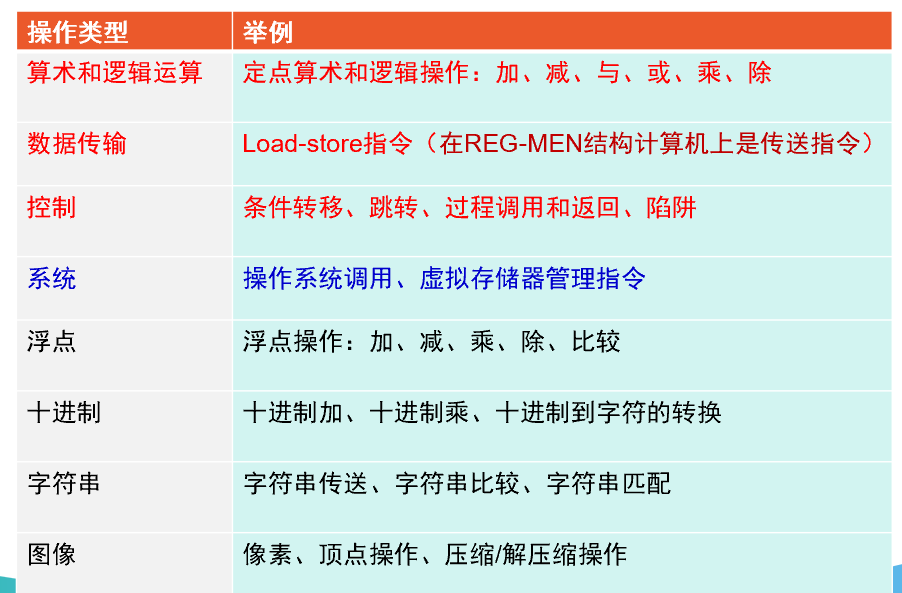 操作类型 举例
算术和逻辑运算 定点算术和逻辑操作：加、减、与、或、乘、除
数据传输 Load-store指令（在REG-MEN结构计算机上是传送指令）
控制 条件转移、跳转、过程调用和返回、陷阱
系统 操作系统调用、虚拟存储器管理指令
浮点 浮点操作：加、减、乘、除、比较
十进制 十进制加、十进制乘、十进制到字符的转换
字符串 字符串传送、字符串比较、字符串匹配
图像 像素、顶点操作、压缩/解压缩操作